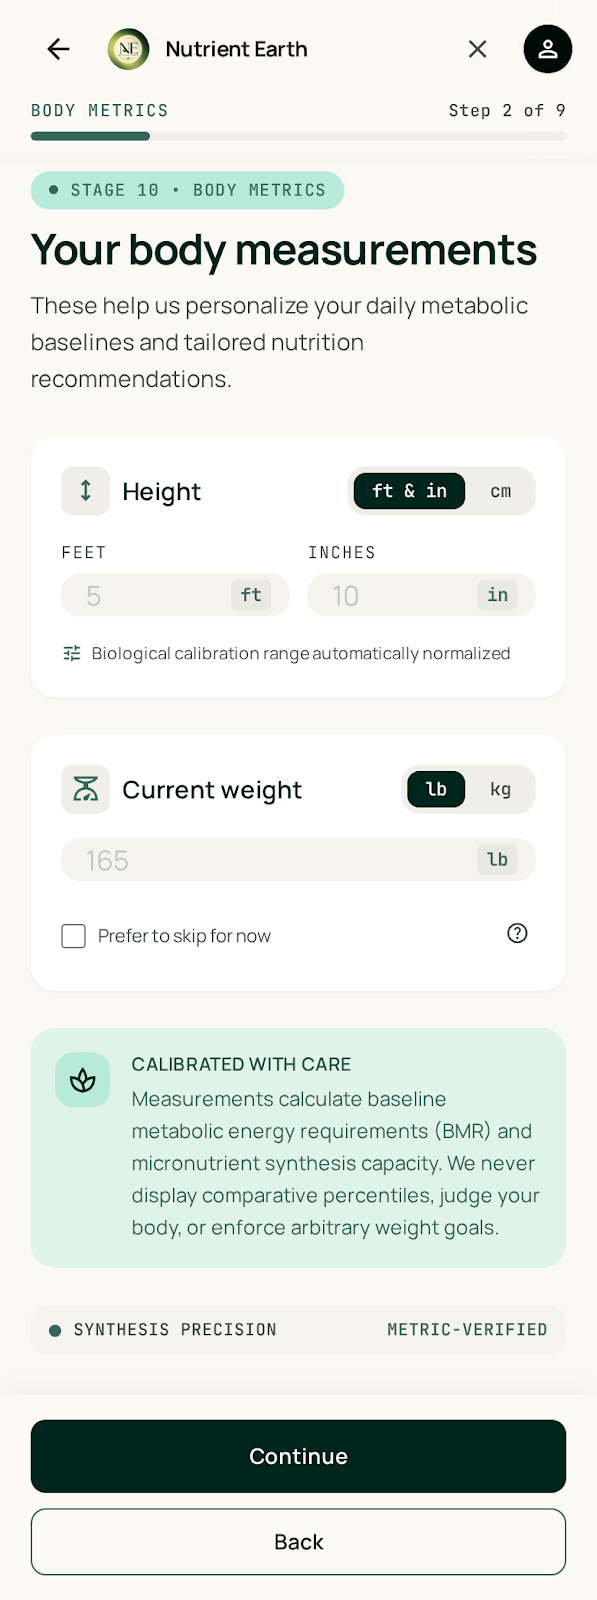 NE
Nutrient Earth
BODY METRICS
Step 2 of 9
STAGE 10 • BODY METRICS
Your body measurements
These help us personalize your daily metabolic
baselines and tailored nutrition
recommendations.
Height
ft & in
cm
FEET
INCHES
5
ft
10
in
Biological calibration range automatically normalized
Current weight
lb
kg
165
lb
Prefer to skip for now
CALIBRATED WITH CARE
Measurements calculate baseline
metabolic energy requirements (BMR) and
micronutrient synthesis capacity. We never
display comparative percentiles, judge your
body, or enforce arbitrary weight goals.
SYNTHESIS PRECISION
METRIC-VERIFIED
Continue
Back